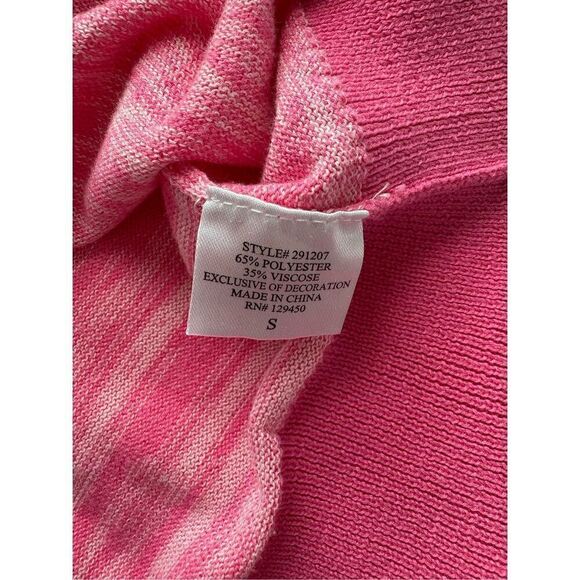 STYLE# 291207
65% POLYESTER
35% VISCOSE
EXCLUSIVE OF DECORATION
MADE IN CHINA
RN# 129450
S